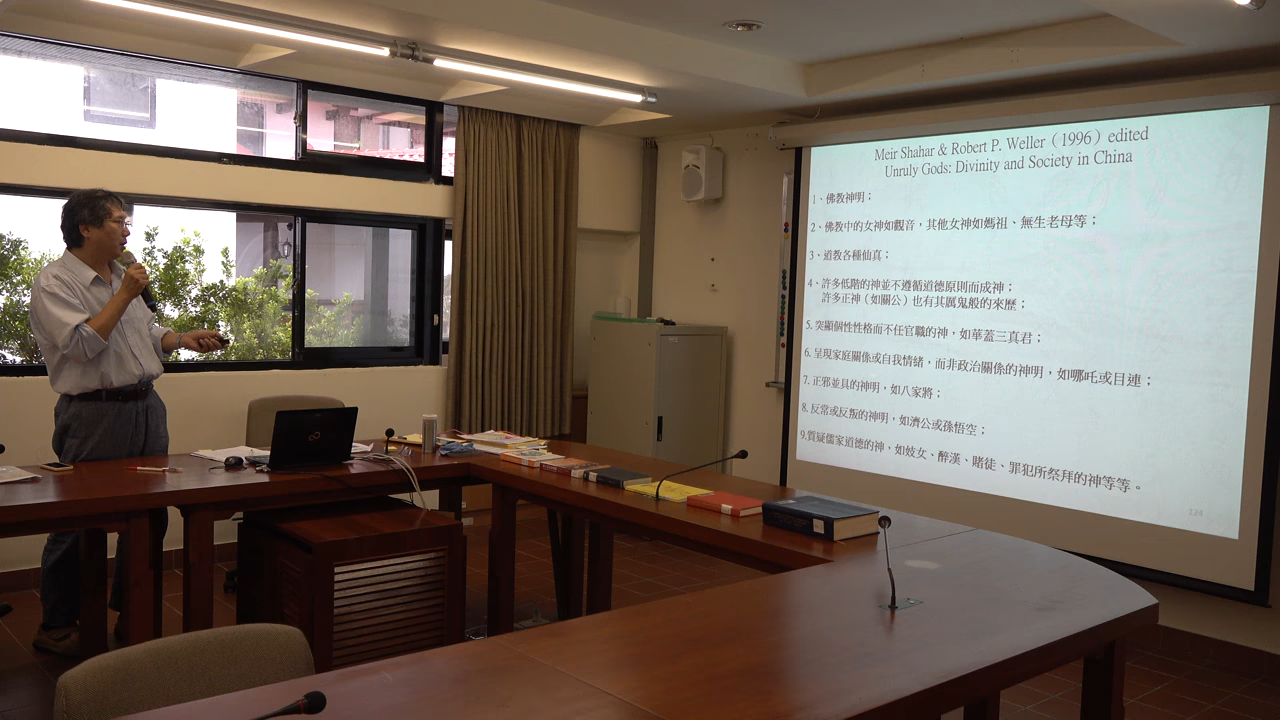 Meir Shahar & Robert P. Weller（1996）edited
Unruly Gods: Divinity and Society in China
1、佛教神明；
2、佛教中的女神如觀音，其他女神如媽祖、無生老母等；
3、道教各種仙真；
4、許多低階的神並不遵循道德原則而成神；
許多正神（如關公）也有其厲鬼般的來歷；
5. 突顯個性性格而不任官職的神，如華蓋三真君；
6. 呈現家庭關係或自我情緒，而非政治關係的神明，如哪吒或目連；
7. 正邪並具的神明，如八家將；
8. 反常或反叛的神明，如濟公或孫悟空；
9.質疑儒家道德的神，如妓女、醉漢、賭徒、罪犯所祭拜的神等等。
124